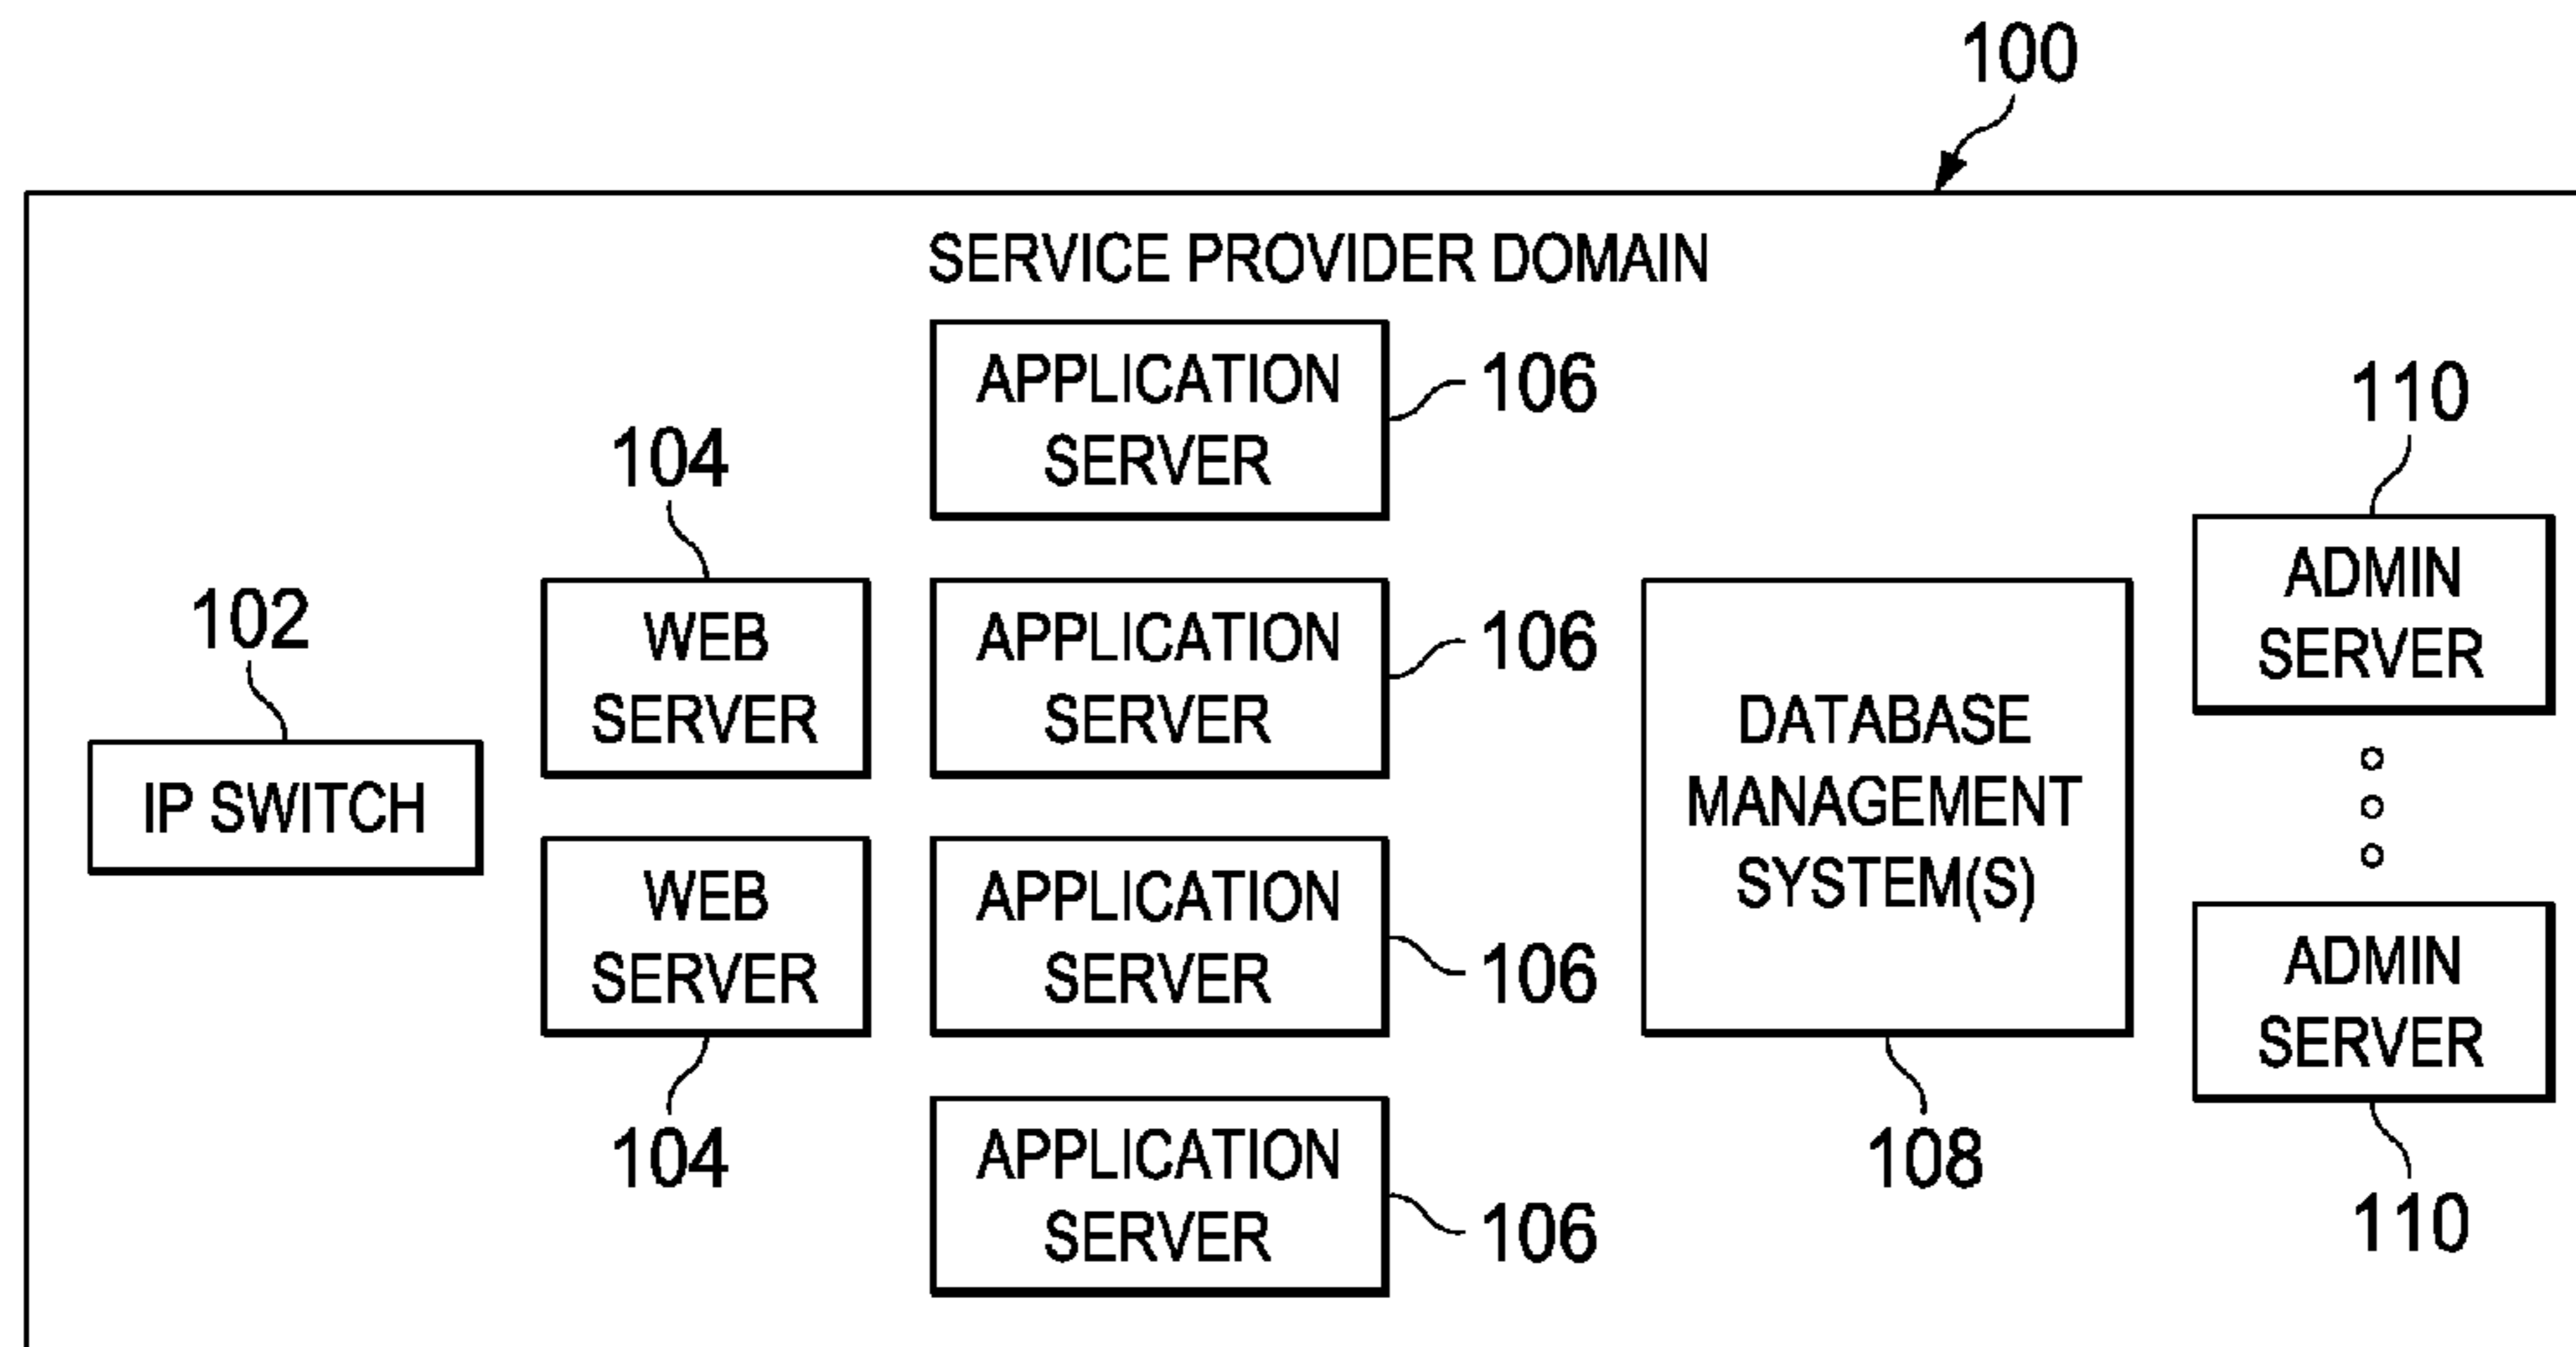 100
SERVICE PROVIDER DOMAIN
APPLICATION
SERVER
106
110
104
ADMIN
SERVER
102
WEB
SERVER
APPLICATION
SERVER
106
DATABASE
MANAGEMENT
SYSTEM(S)
IP SWITCH
WEB
SERVER
APPLICATION
SERVER
106
ADMIN
SERVER
104
APPLICATION
SERVER
106
108
110